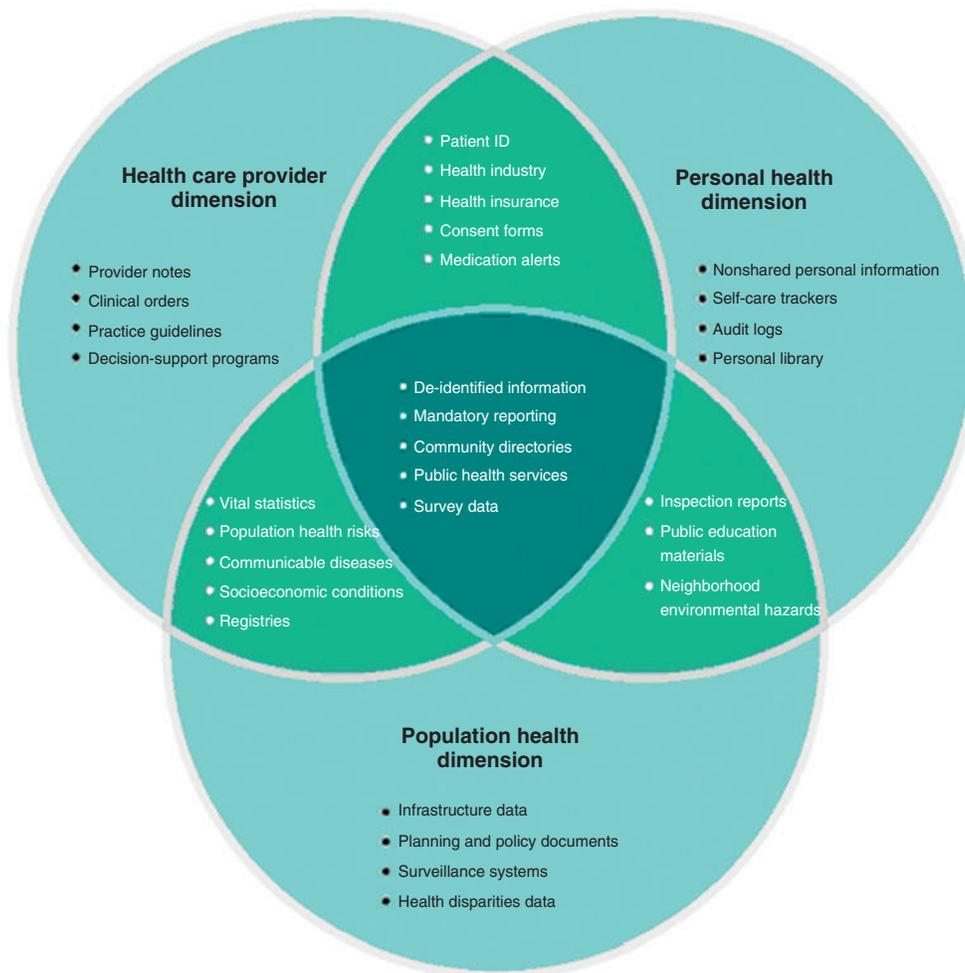 Health care provider
dimension
Provider notes
Clinical orders
Practice guidelines
Decision-support programs
Patient ID
Health industry
Health insurance
Consent forms
Medication alerts
Personal health
dimension
Nonshared personal information
Self-care trackers
Audit logs
Personal library
De-identified information
Mandatory reporting
Community directories
Public health services
Survey data
Vital statistics
Population health risks
Communicable diseases
Socioeconomic conditions
Registries
Inspection reports
Public education
materials
Neighborhood
environmental hazards
Population health
dimension
Infrastructure data
Planning and policy documents
Surveillance systems
Health disparities data